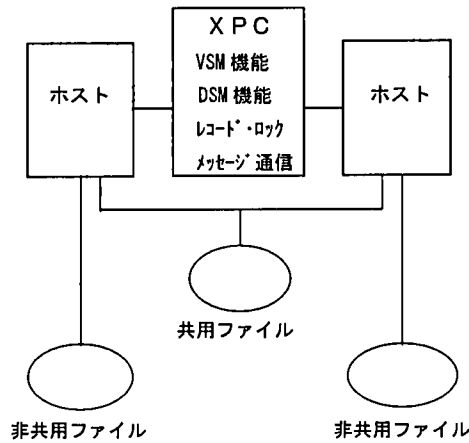 XPC
VSM機能
DSM機能
ﾚｺｰﾄﾞ・ﾛｯｸ
ﾒｯｾｰｼﾞ通信
ホスト
ホスト
共用ファイル
非共用ファイル
非共用ファイル